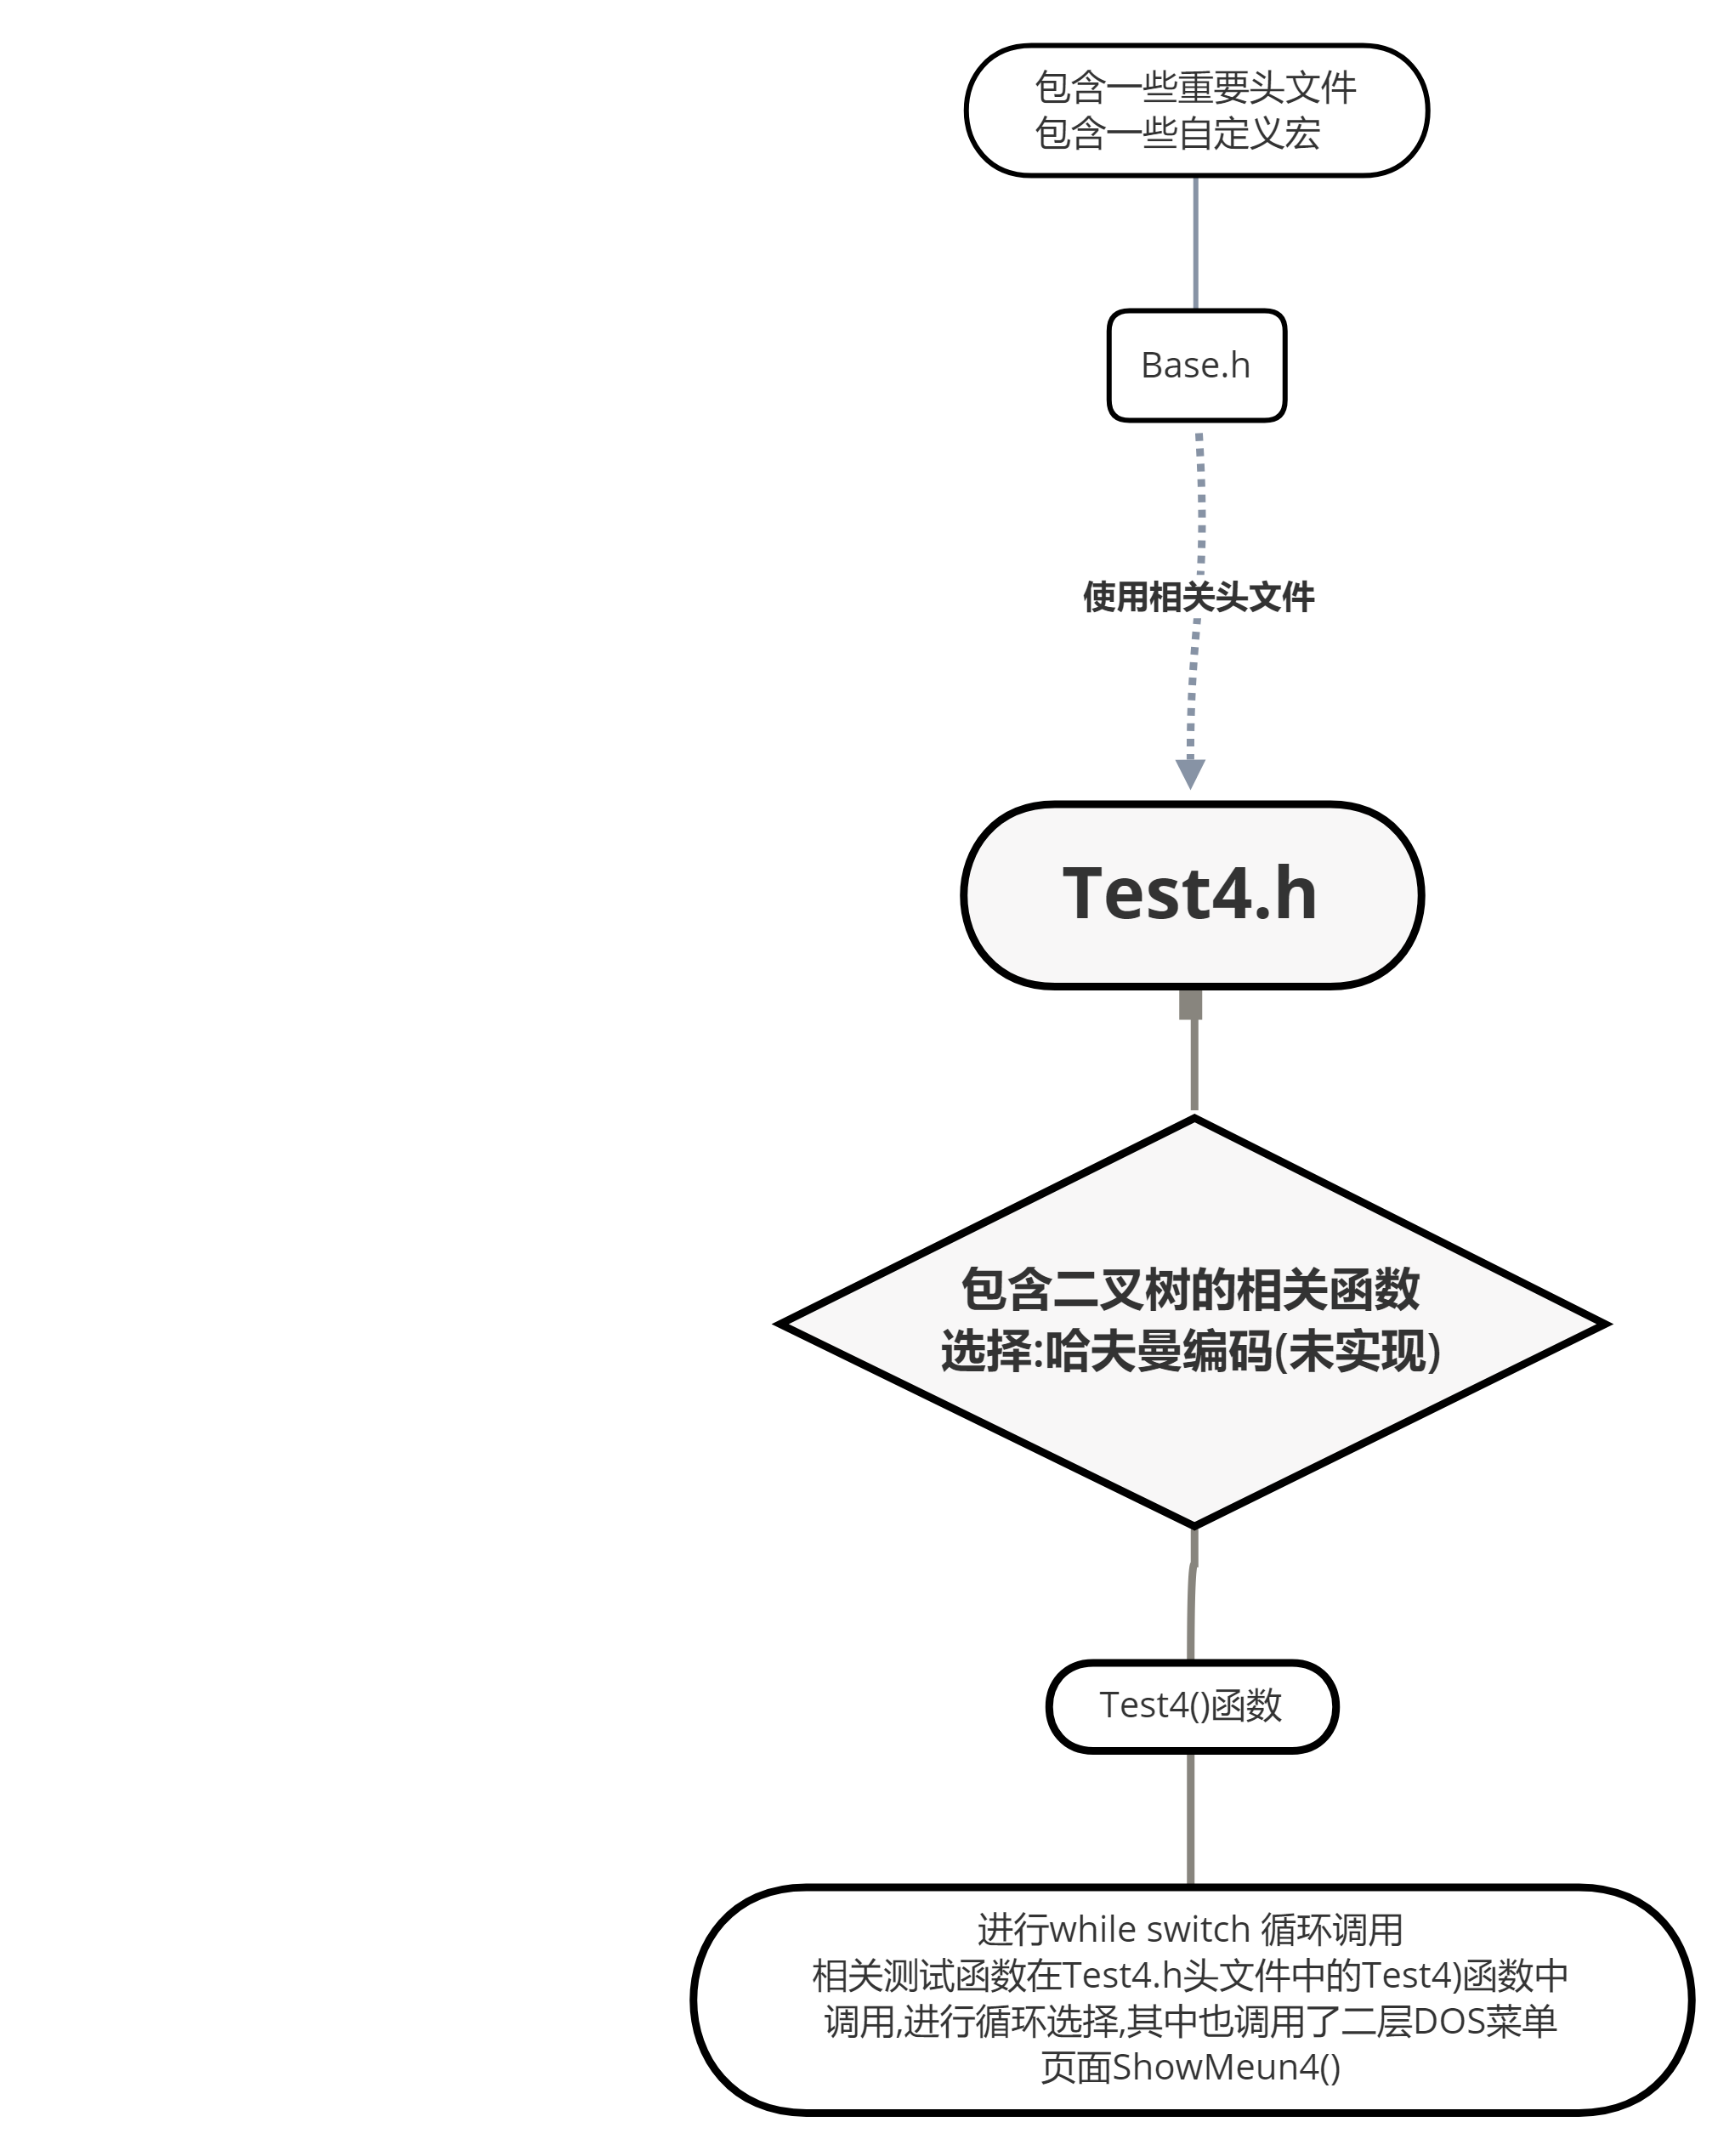 包含一些重要头文件
包含一些自定义宏
Base.h
使用相关头文件
Test4.h
包含二叉树的相关函数
选择:哈夫曼编码(未实现)
Test4()函数
进行while switch 循环调用
相关测试函数在Test4.h头文件中的Test4)函数中
调用,进行循环选择,其中也调用了二层DOS菜单
页面ShowMeun4()